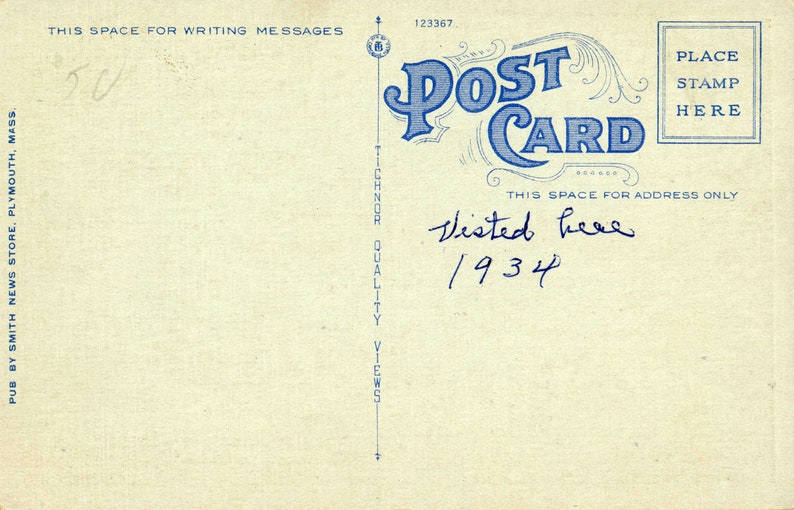 THIS SPACE FOR WRITING MESSAGES
123367
POST
CARD
PLACE
STAMP
HERE
THIS SPACE FOR ADDRESS ONLY
Visted here
1934
TICHNOR QUALITY VIEWS
PUB. BY SMITH NEWS STORE, PLYMOUTH, MASS.